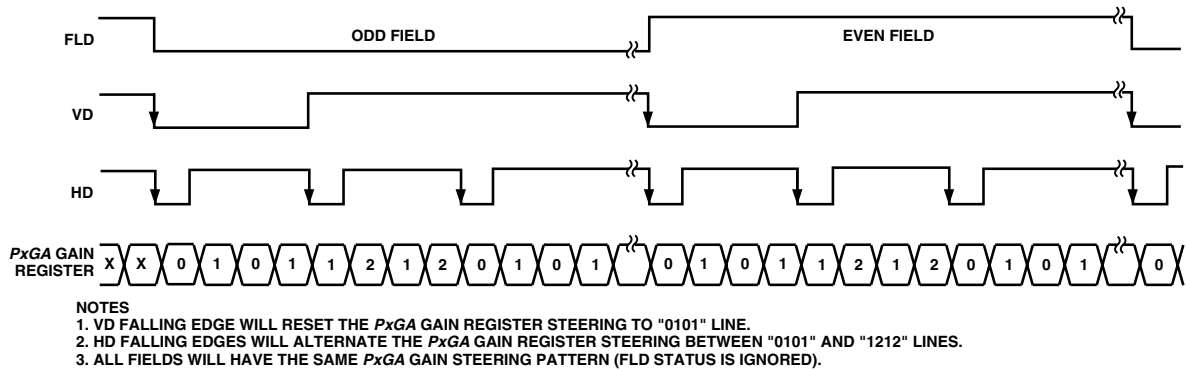 FLD
ODD FIELD
EVEN FIELD
VD
HD
PxGA GAIN
REGISTER
X X 0 1 0 1 1 2 1 2 0 1 0 1 0 1 0 1 1 2 1 2 0 1 0 1 0
NOTES
1. VD FALLING EDGE WILL RESET THE PxGA GAIN REGISTER STEERING TO "0101" LINE.
2. HD FALLING EDGES WILL ALTERNATE THE PxGA GAIN REGISTER STEERING BETWEEN "0101" AND "1212" LINES.
3. ALL FIELDS WILL HAVE THE SAME PxGA GAIN STEERING PATTERN (FLD STATUS IS IGNORED).